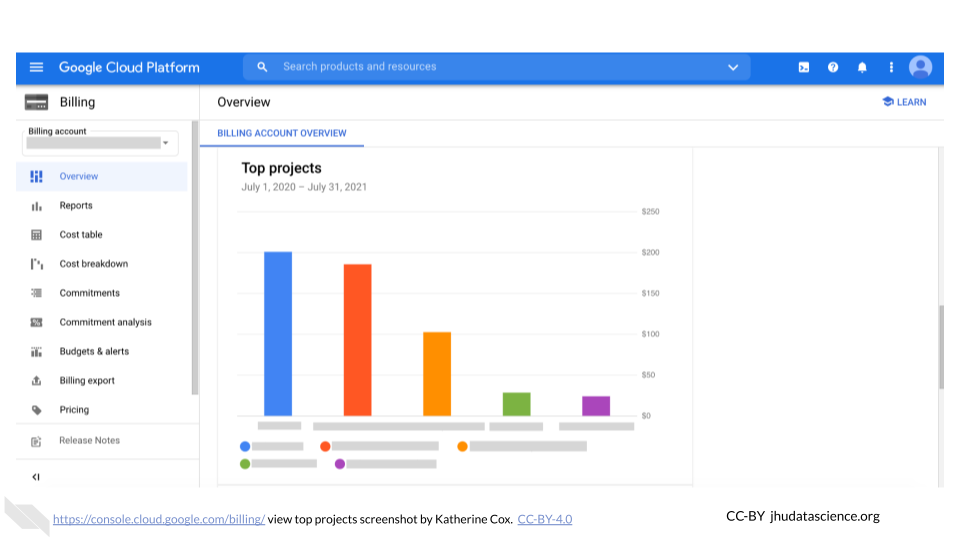 Google Cloud Platform
Search products and resources
Billing
Overview
LEARN
Billing account
BILLING ACCOUNT OVERVIEW
Overview
Reports
Cost table
Cost breakdown
Commitments
Commitment analysis
Budgets & alerts
Billing export
Pricing
Release Notes
Top projects
July 1, 2020 – July 31, 2021
$250
$200
$150
$100
$50
$0
https://console.cloud.google.com/billing/ view top projects screenshot by Katherine Cox. CC-BY-4.0
CC-BY jhudatascience.org